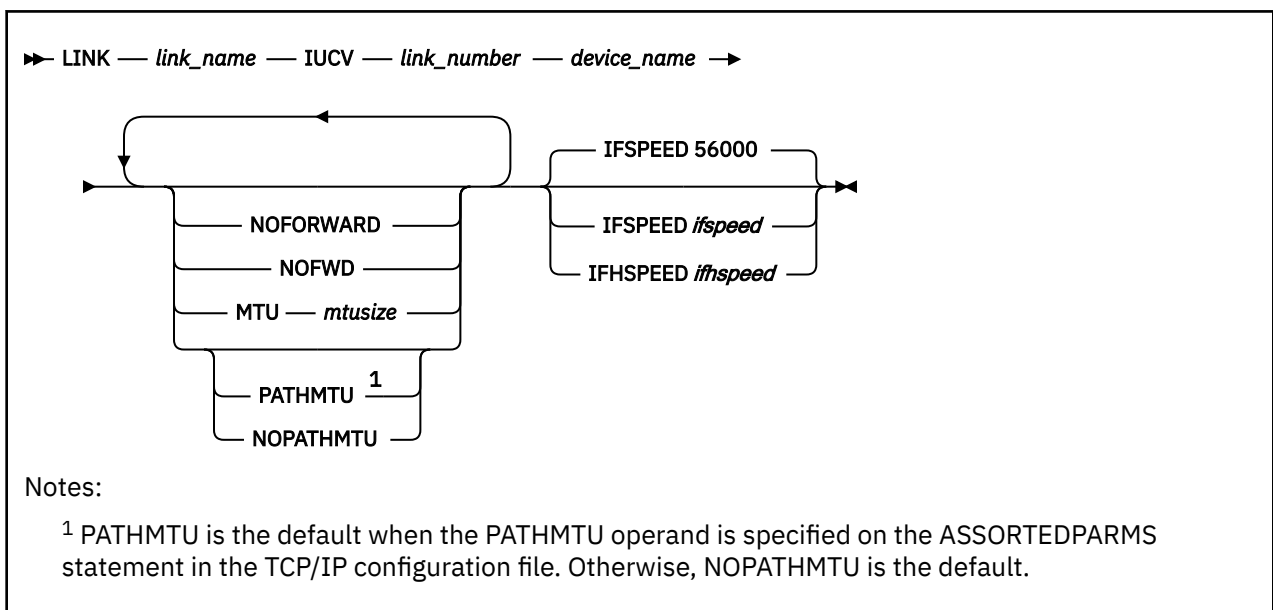 LINK link_name IUCV link_number device_name
IFSPEED 56000
NOFORWARD
IFSPEED ifspeed
NOFWD
IFHSPEED ifhspeed
MTU mtusize
PATHMTU 1
NOPATHMTU
Notes:
1 PATHMTU is the default when the PATHMTU operand is specified on the ASSORTEDPARMS
statement in the TCP/IP configuration file. Otherwise, NOPATHMTU is the default.